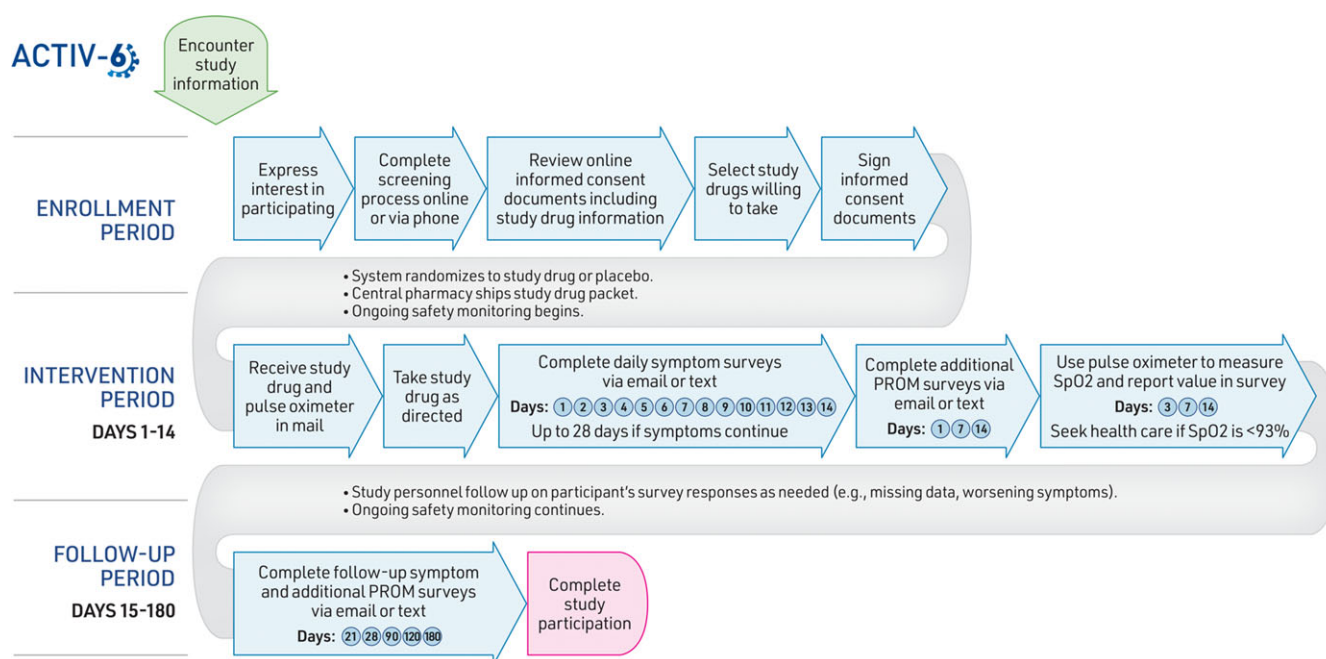 ACTIV-6
Encounter
study
information
ENROLLMENT
PERIOD
Express
interest in
participating
Complete
screening
process online
or via phone
Review online
informed consent
documents including
study drug information
Select study
drugs willing
to take
Sign
informed
consent
documents
• System randomizes to study drug or placebo.
• Central pharmacy ships study drug packet.
• Ongoing safety monitoring begins.
INTERVENTION
PERIOD
DAYS 1-14
Receive study
drug and
pulse oximeter
in mail
Take study
drug as
directed
Complete daily symptom surveys
via email or text
Days: 1 2 3 4 5 6 7 8 9 10 11 12 13 14
Up to 28 days if symptoms continue
Complete additional
PROM surveys via
email or text
Days: 1 7 14
Use pulse oximeter to measure
SpO2 and report value in survey
Days: 3 7 14
Seek health care if SpO2 is <93%
• Study personnel follow up on participant's survey responses as needed (e.g., missing data, worsening symptoms).
• Ongoing safety monitoring continues.
FOLLOW-UP
PERIOD
DAYS 15-180
Complete follow-up symptom
and additional PROM surveys
via email or text
Days: 21 28 90 120 180
Complete
study
participation